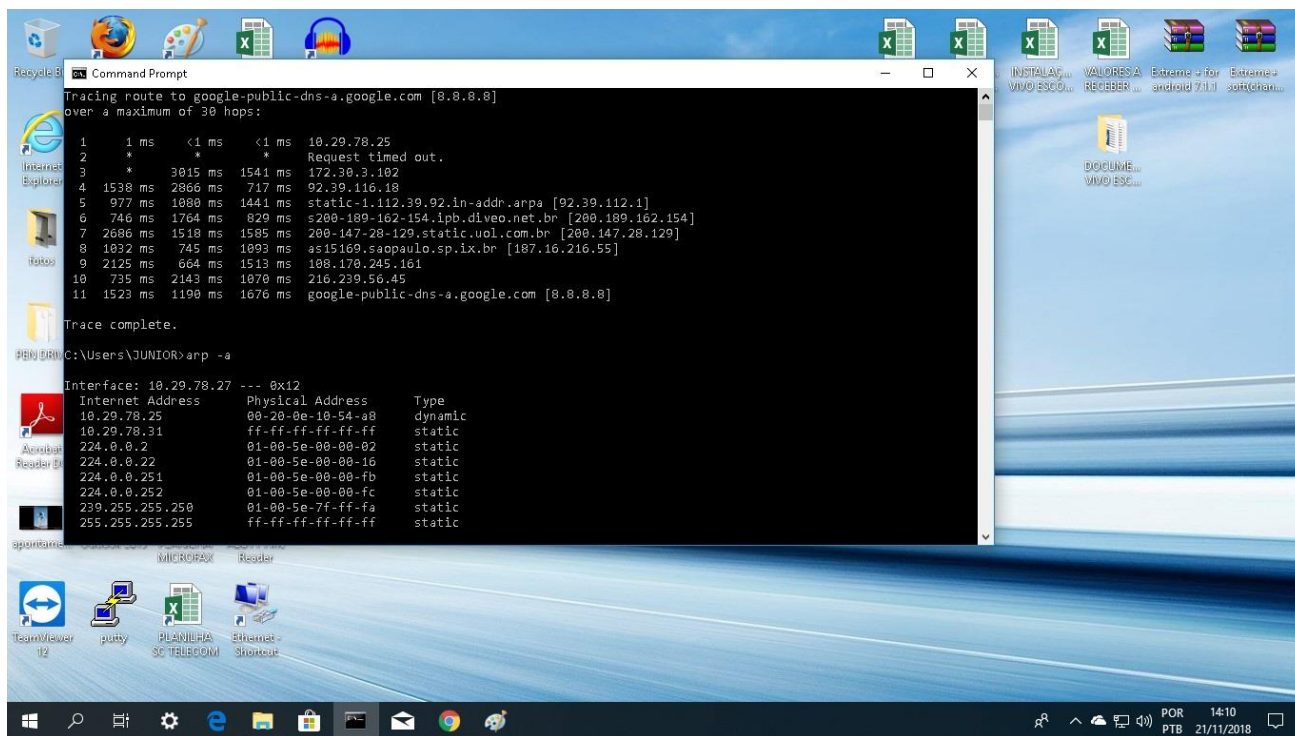 Command Prompt
Tracing route to google-public-dns-a.google.com [8.8.8.8]
over a maximum of 30 hops:
1 1 ms <1 ms <1 ms 10.29.78.25
2 * * * Request timed out.
3 * 3015 ms 1541 ms 172.30.3.102
4 1538 ms 2866 ms 717 ms 92.39.116.18
5 977 ms 1080 ms 1441 ms static-1.112.39.92.in-addr.arpa [92.39.112.1]
6 746 ms 1764 ms 829 ms s200-189-162-154.ipb.diveo.net.br [200.189.162.154]
7 2686 ms 1518 ms 1585 ms 200-147-28-129.static.uol.com.br [200.147.28.129]
8 1032 ms 745 ms 1093 ms as15169.saopaulo.sp.ix.br [187.16.216.55]
9 2125 ms 664 ms 1513 ms 108.170.245.161
10 735 ms 2143 ms 1070 ms 216.239.56.45
11 1523 ms 1190 ms 1676 ms google-public-dns-a.google.com [8.8.8.8]
Trace complete.
C:\Users\JUNIOR>arp -a
Interface: 10.29.78.27 --- 0x12
Internet Address Physical Address Type
10.29.78.25 00-20-0e-10-54-a8 dynamic
10.29.78.31 ff-ff-ff-ff-ff-ff static
224.0.0.2 01-00-5e-00-00-02 static
224.0.0.22 01-00-5e-00-00-16 static
224.0.0.251 01-00-5e-00-00-fb static
224.0.0.252 01-00-5e-00-00-fc static
239.255.255.250 01-00-5e-7f-ff-fa static
255.255.255.255 ff-ff-ff-ff-ff-ff static
Recycle B
Internet
Explorer
fotos
PEN DRIV
Acrobat
Reader D
apontame...
MICROFAX
Reader
TeamViewer
12
putty
PLANILHA
SC TELECOM
Ethernet -
Shortcut
INSTALAÇ...
VIVO ESCO...
VALORES A
RECEBER ...
Extreme + for
android 7.1.1
Extreme+
soft(chan...
DOCUME...
VIVO ESC...
POR
PTB
14:10
21/11/2018